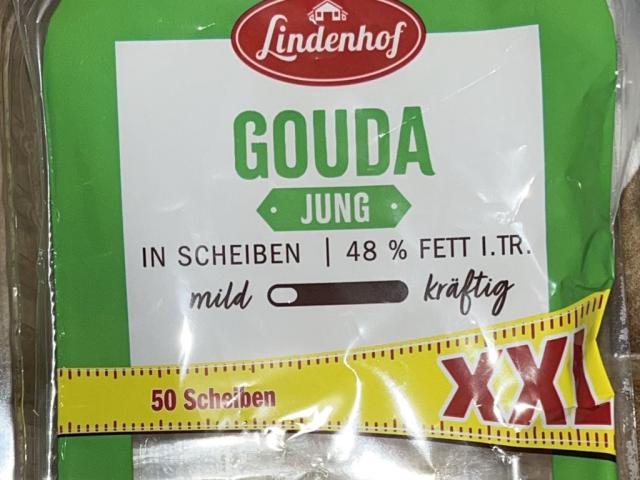 Lindenhof
GOUDA
JUNG
IN SCHEIBEN | 48 % FETT I.TR.
mild kräftig
50 Scheiben XXL